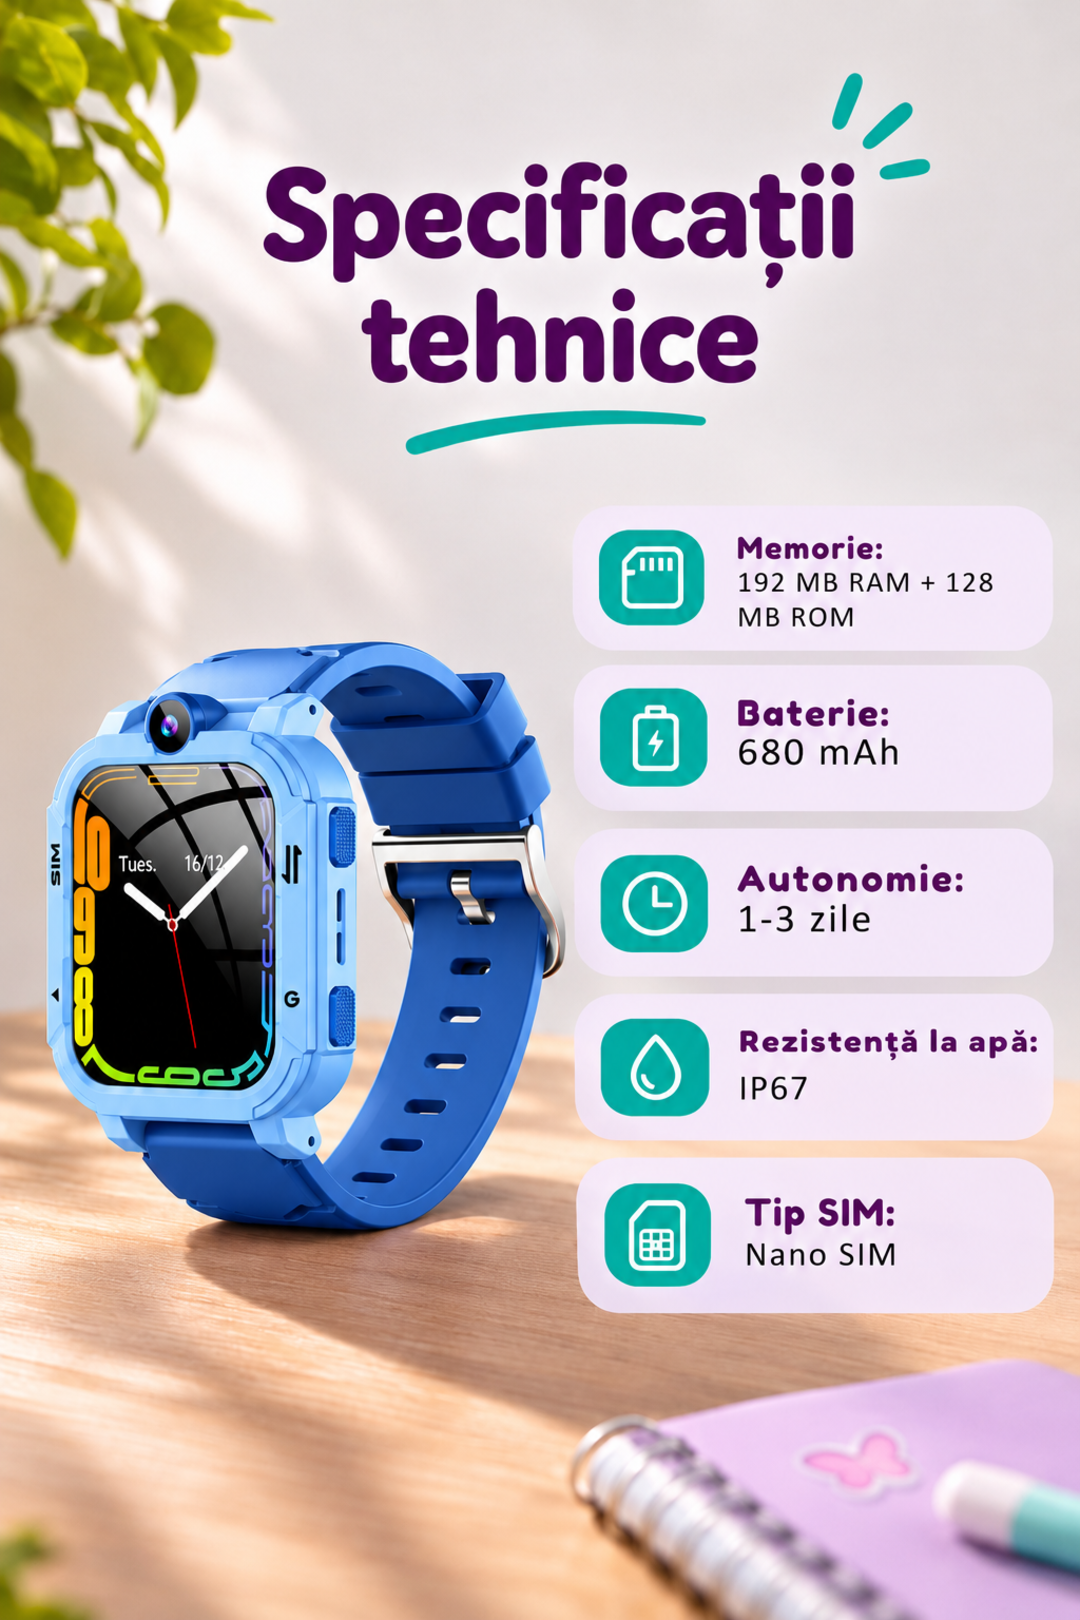 Specificații
tehnice
Memorie:
192 MB RAM + 128
MB ROM
Baterie:
680 mAh
Autonomie:
1-3 zile
Rezistență la apă:
IP67
Tip SIM:
Nano SIM
SIM
Tues. 16/12
G